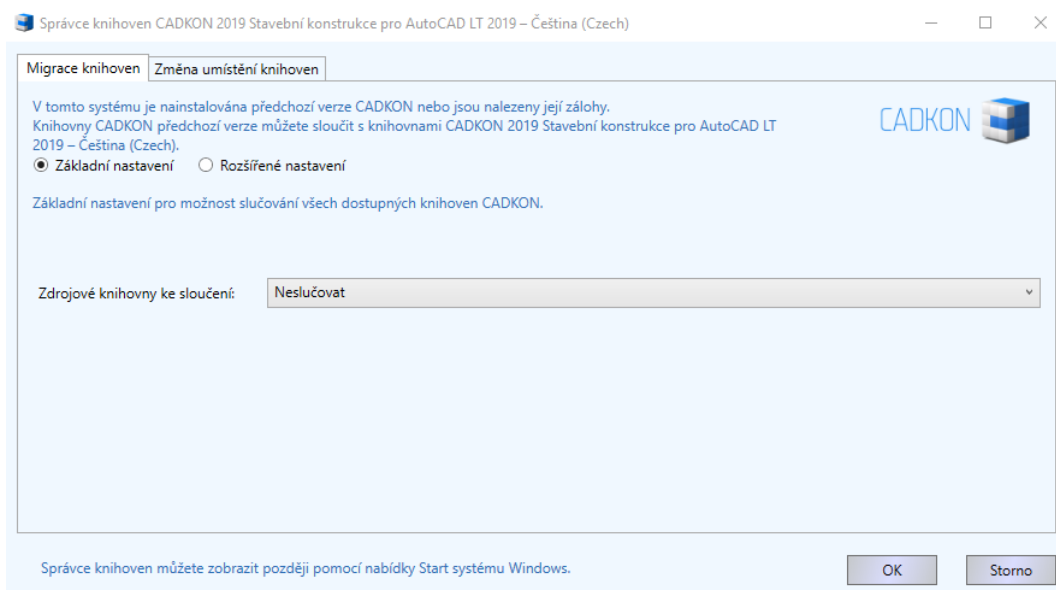 Správce knihoven CADKON 2019 Stavební konstrukce pro AutoCAD LT 2019 – Čeština (Czech)
Migrace knihoven
Změna umístění knihoven
V tomto systému je nainstalována předchozí verze CADKON nebo jsou nalezeny její zálohy.
Knihovny CADKON předchozí verze můžete sloučit s knihovnami CADKON 2019 Stavební konstrukce pro AutoCAD LT
2019 – Čeština (Czech).
CADKON
Základní nastavení
Rozšířené nastavení
Základní nastavení pro možnost slučování všech dostupných knihoven CADKON.
Zdrojové knihovny ke sloučení:
Neslučovat
Správce knihoven můžete zobrazit později pomocí nabídky Start systému Windows.
OK
Storno